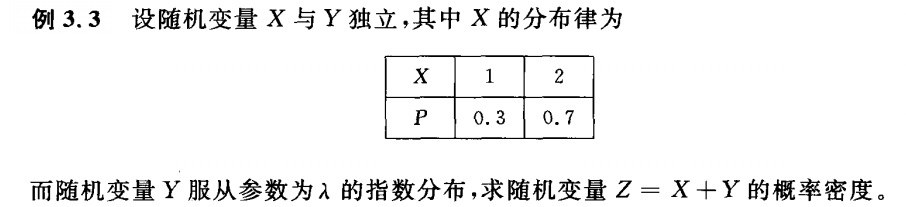 例 3.3 设随机变量 X 与 Y 独立,其中 X 的分布律为
X 1 2
P 0.3 0.7
而随机变量 Y 服从参数为 λ 的指数分布,求随机变量 Z = X + Y 的概率密度。